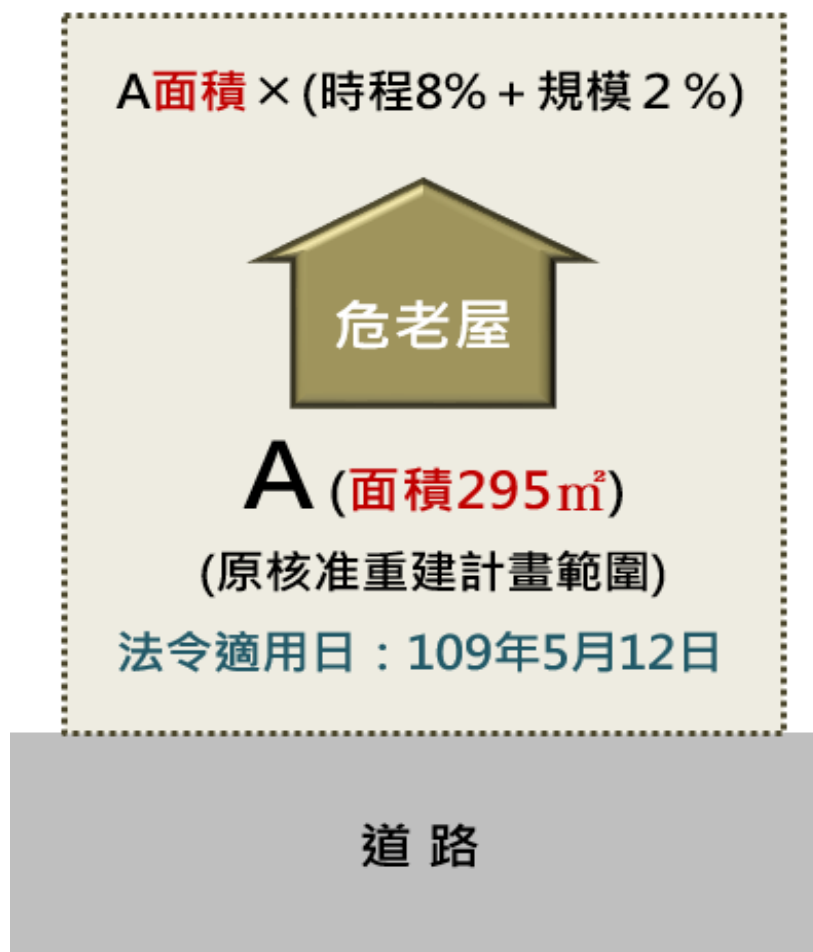 A面積×(時程8%+規模２%)
危老屋
A (面積295㎡)
(原核准重建計畫範圍)
法令適用日：109年5月12日
道 路